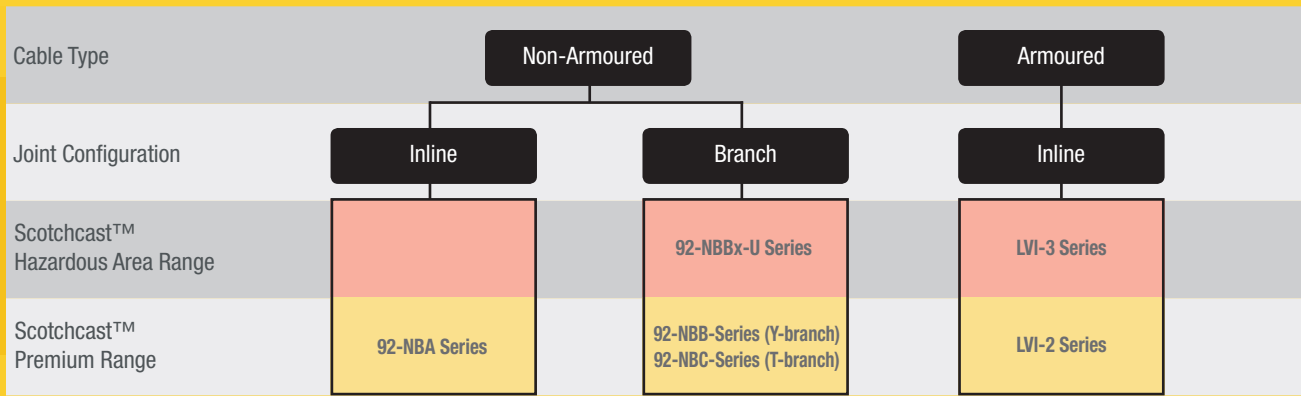 Cable Type
Non-Armoured
Armoured
Joint Configuration
Inline
Branch
Inline
Scotchcast™
Hazardous Area Range
92-NBBx-U Series
LVI-3 Series
Scotchcast™
Premium Range
92-NBA Series
92-NBB-Series (Y-branch)
92-NBC-Series (T-branch)
LVI-2 Series